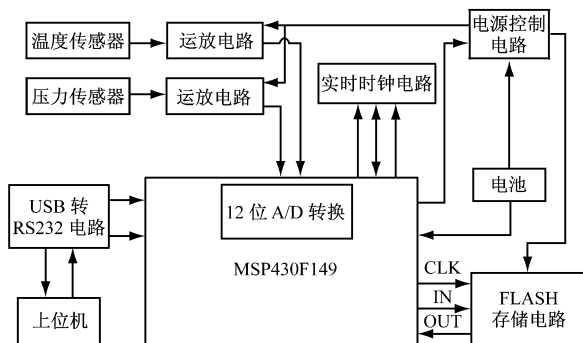 温度传感器
运放电路
电源控制
电路
压力传感器
运放电路
实时时钟电路
USB 转
RS232 电路
12 位 A/D 转换
电池
MSP430F149
CLK
IN
OUT
FLASH
存储电路
上位机